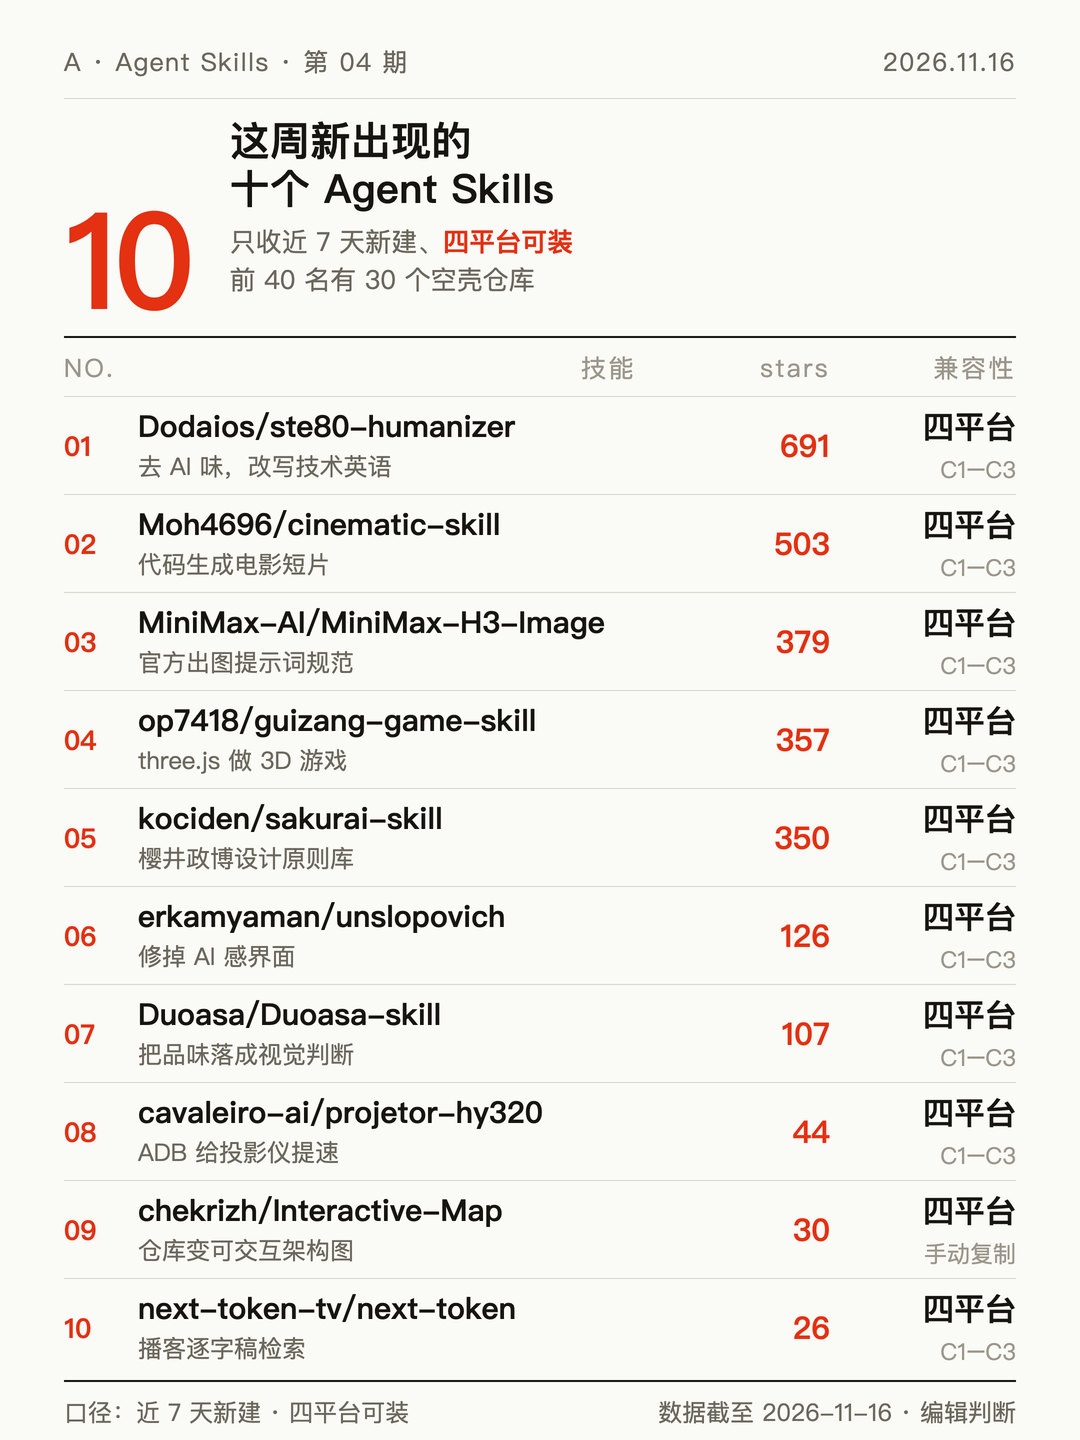 A · Agent Skills · 第 04 期
2026.11.16
这周新出现的
十个 Agent Skills
10
只收近 7 天新建、四平台可装
前 40 名有 30 个空壳仓库
NO. 技能 stars 兼容性
01 Dodaios/ste80-humanizer 691 四平台
去 AI 味，改写技术英语 C1—C3
02 Moh4696/cinematic-skill 503 四平台
代码生成电影短片 C1—C3
03 MiniMax-AI/MiniMax-H3-Image 379 四平台
官方出图提示词规范 C1—C3
04 op7418/guizang-game-skill 357 四平台
three.js 做 3D 游戏 C1—C3
05 kociden/sakurai-skill 350 四平台
樱井政博设计原则库 C1—C3
06 erkamyaman/unslopovich 126 四平台
修掉 AI 感界面 C1—C3
07 Duoasa/Duoasa-skill 107 四平台
把品味落成视觉判断 C1—C3
08 cavaleiro-ai/projetor-hy320 44 四平台
ADB 给投影仪提速 C1—C3
09 chekrizh/Interactive-Map 30 四平台
仓库变可交互架构图 手动复制
10 next-token-tv/next-token 26 四平台
播客逐字稿检索 C1—C3
口径：近 7 天新建 · 四平台可装
数据截至 2026-11-16 · 编辑判断